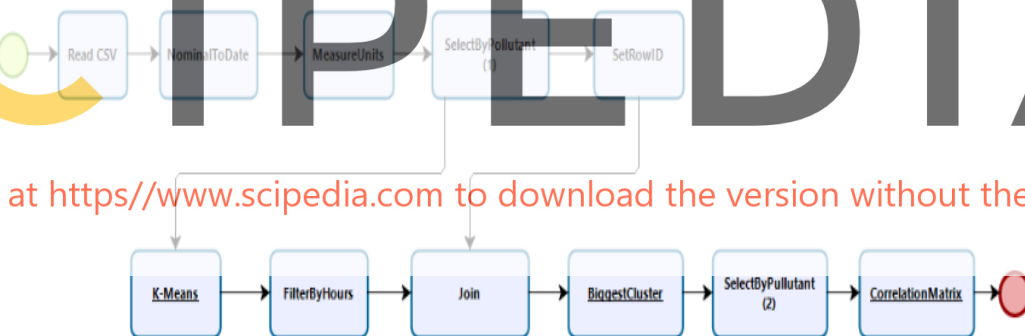 CIPEDIA
Read CSV
NominalToDate
MeasureUnits
SelectByPollutant
(1)
SetRowID
at https//www.scipedia.com to download the version without the
K-Means
FilterByHours
Join
BiggestCluster
SelectByPullutant
(2)
CorrelationMatrix